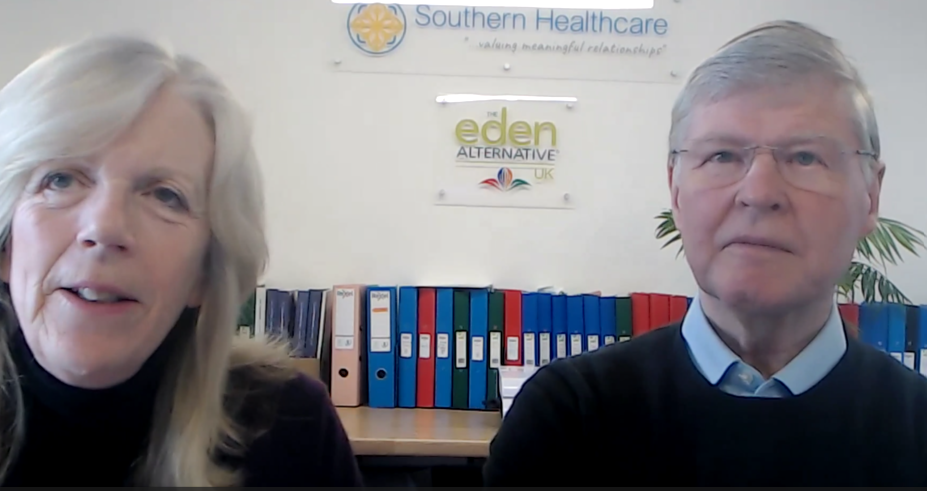 Southern Healthcare
"...valuing meaningful relationships"
THE
eden
ALTERNATIVE
UK